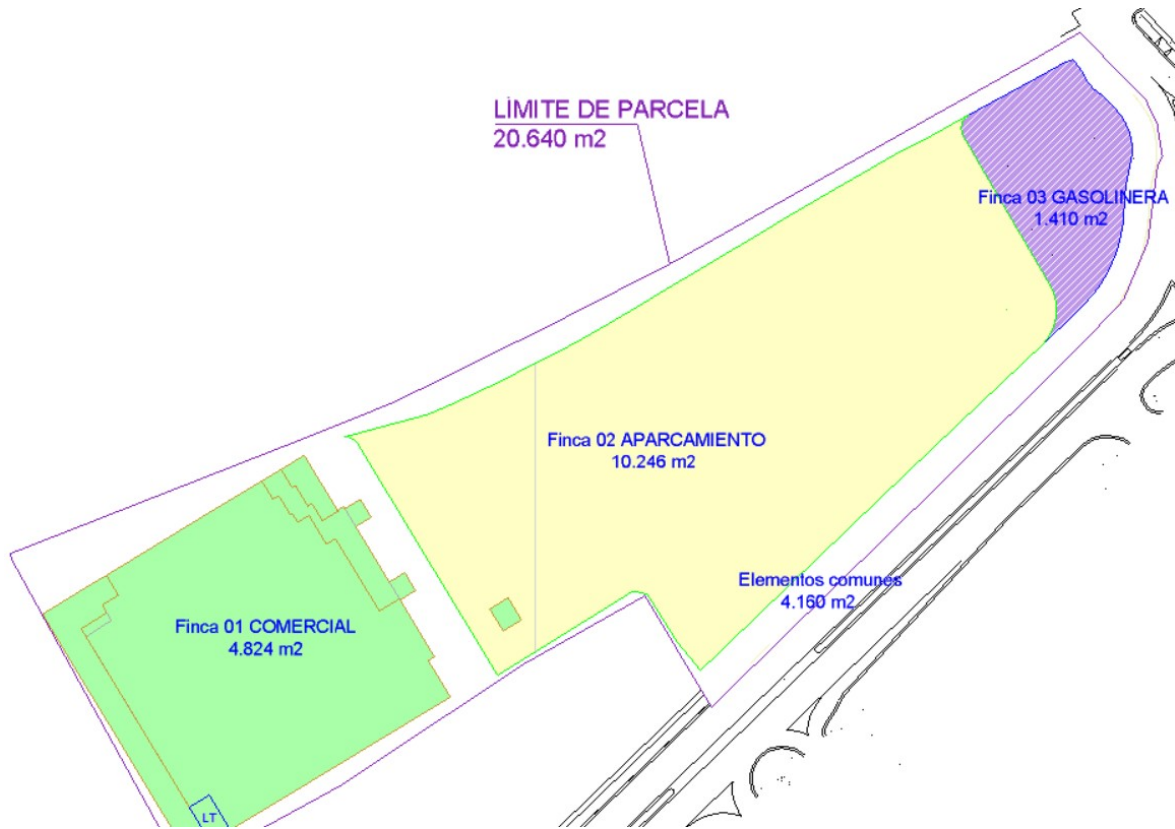 LÍMITE DE PARCELA
20.640 m2
Finca 03 GASOLINERA
1.410 m2
Finca 02 APARCAMIENTO
10.246 m2
Elementos comunes
4.160 m2
Finca 01 COMERCIAL
4.824 m2
LT